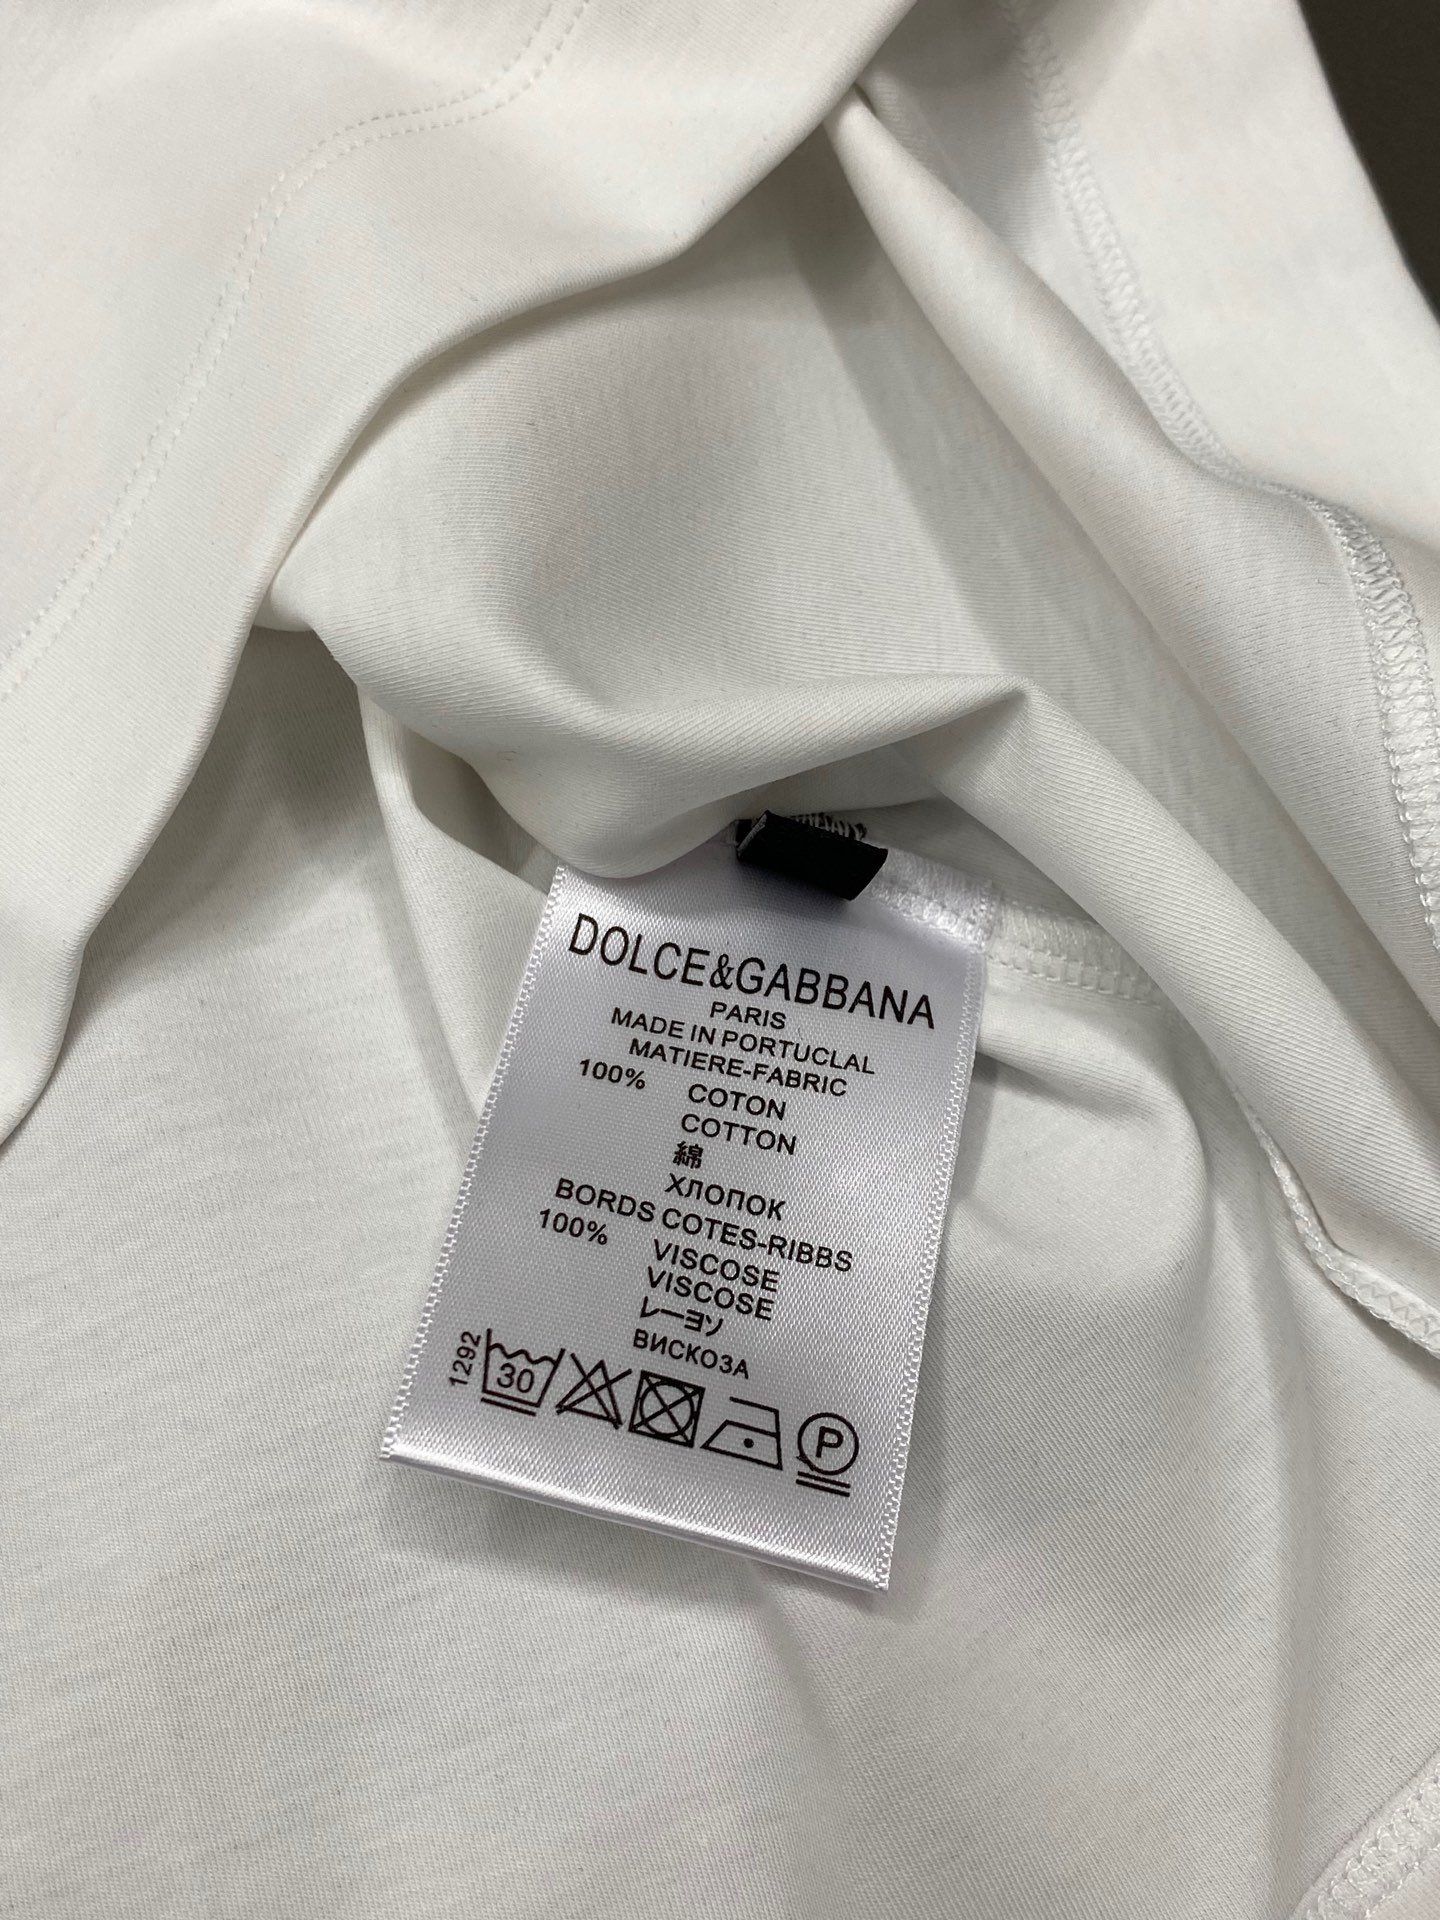 DOLCE&GABBANA
PARIS
MADE IN PORTUCLAL
MATIERE-FABRIC
100% COTON
COTTON
綿
ХЛОПОК
BORDS COTES-RIBBS
100% VISCOSE
VISCOSE
レーヨン
ВИСКОЗА
1292
30
P